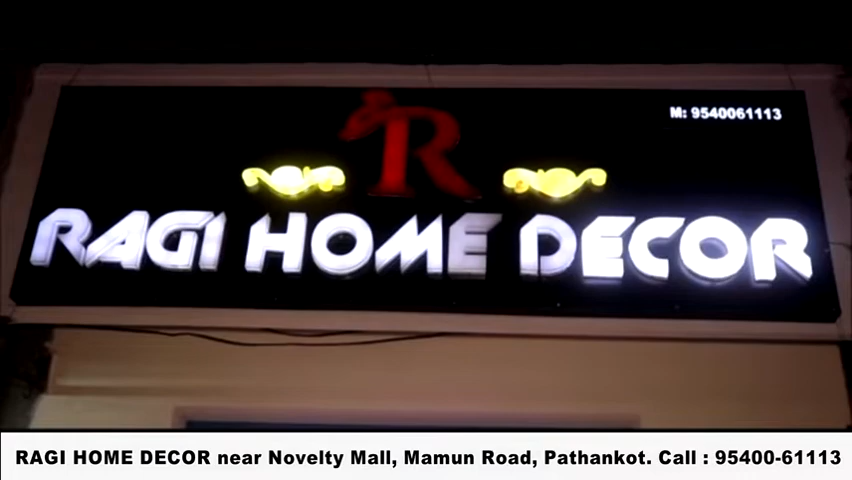 R
M: 9540061113
RAGI HOME DECOR
RAGI HOME DECOR near Novelty Mall, Mamun Road, Pathankot. Call : 95400-61113